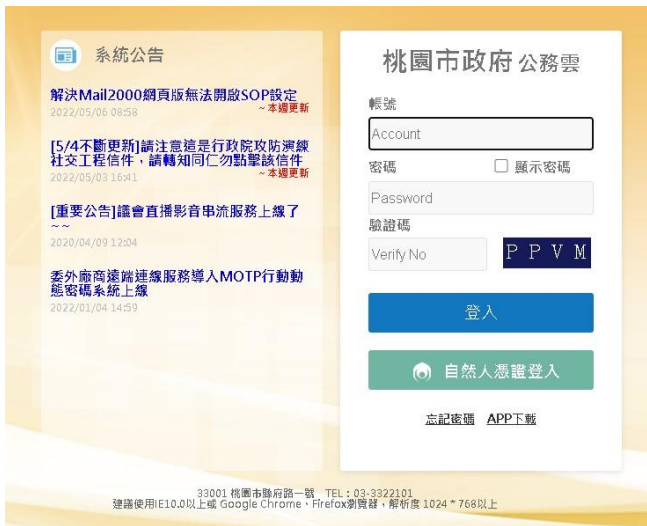 系統公告
解決Mail2000網頁版無法開啟SOP設定
2022/05/06 08:58
~本週更新
[5/4不斷更新]請注意這是行政院攻防演練
社交工程信件，請轉知同仁勿點擊該信件
2022/05/03 16:41
~本週更新
[重要公告]議會直播影音串流服務上線了
~~
2020/04/09 12:04
委外廠商遠端連線服務導入MOTP行動動
態密碼系統上線
2022/01/04 14:59
桃園市政府 公務雲
帳號
Account
密碼
顯示密碼
Password
驗證碼
Verify No
P P V M
登入
自然人憑證登入
忘記密碼 APP下載
33001 桃園市縣府路一號 TEL：03-3322101
建議使用IE10.0以上或 Google Chrome、Firefox瀏覽器，解析度 1024 * 768以上